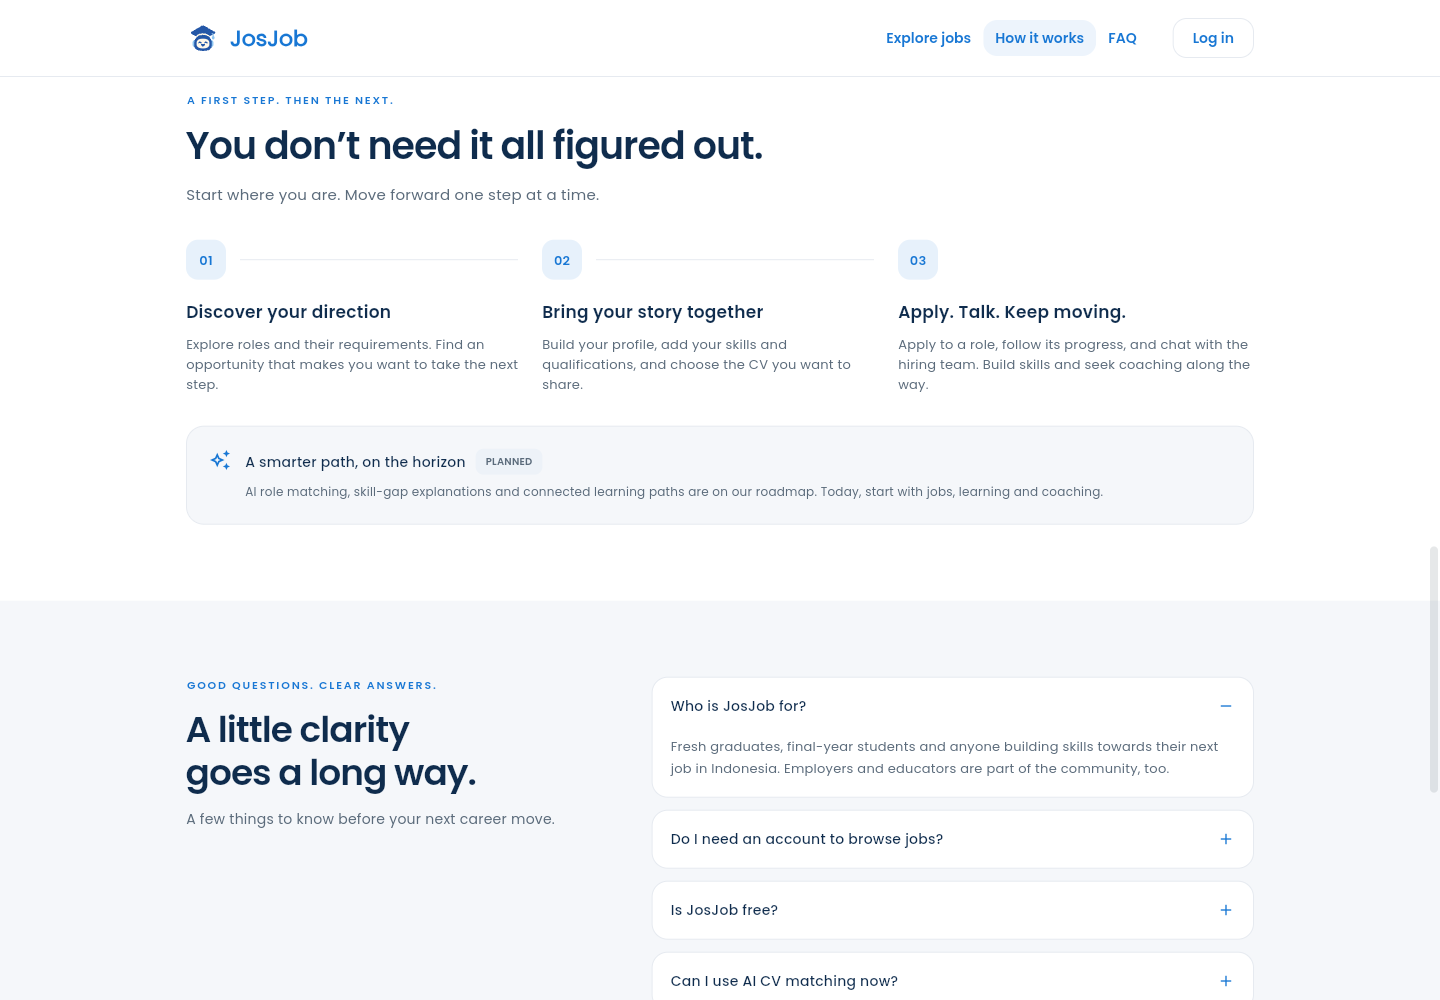 JosJob
Explore jobs
How it works
FAQ
Log in
A FIRST STEP. THEN THE NEXT.
You don’t need it all figured out.
Start where you are. Move forward one step at a time.
01
02
03
Discover your direction
Explore roles and their requirements. Find an
opportunity that makes you want to take the next
step.
Bring your story together
Build your profile, add your skills and
qualifications, and choose the CV you want to
share.
Apply. Talk. Keep moving.
Apply to a role, follow its progress, and chat with the
hiring team. Build skills and seek coaching along the
way.
A smarter path, on the horizon
PLANNED
AI role matching, skill-gap explanations and connected learning paths are on our roadmap. Today, start with jobs, learning and coaching.
GOOD QUESTIONS. CLEAR ANSWERS.
A little clarity
goes a long way.
A few things to know before your next career move.
Who is JosJob for?
Fresh graduates, final-year students and anyone building skills towards their next
job in Indonesia. Employers and educators are part of the community, too.
Do I need an account to browse jobs?
Is JosJob free?
Can I use AI CV matching now?